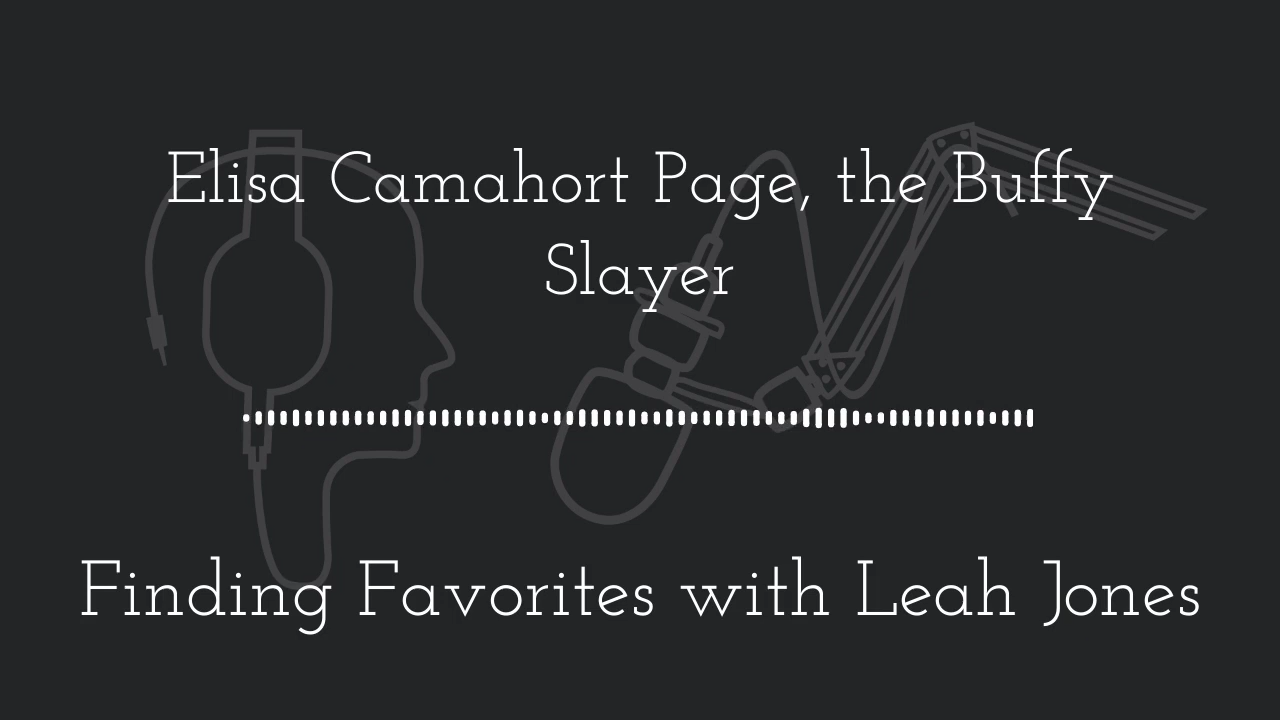 Elisa Camahort Page, the Buffy
Slayer
Finding Favorites with Leah Jones